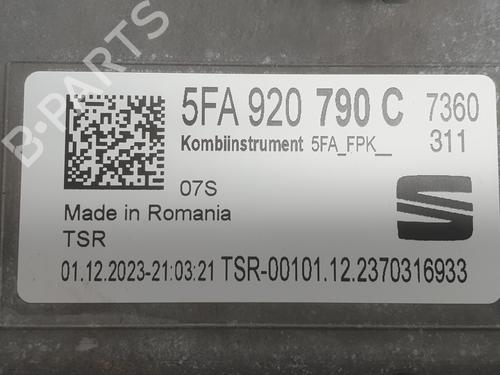 5FA 920 790 C 7360
Kombiinstrument 5FA_FPK__ 311
07S
Made in Romania
TSR
01.12.2023-21:03:21 TSR-00101.12.2370316933
B-PARTS
B-PARTS